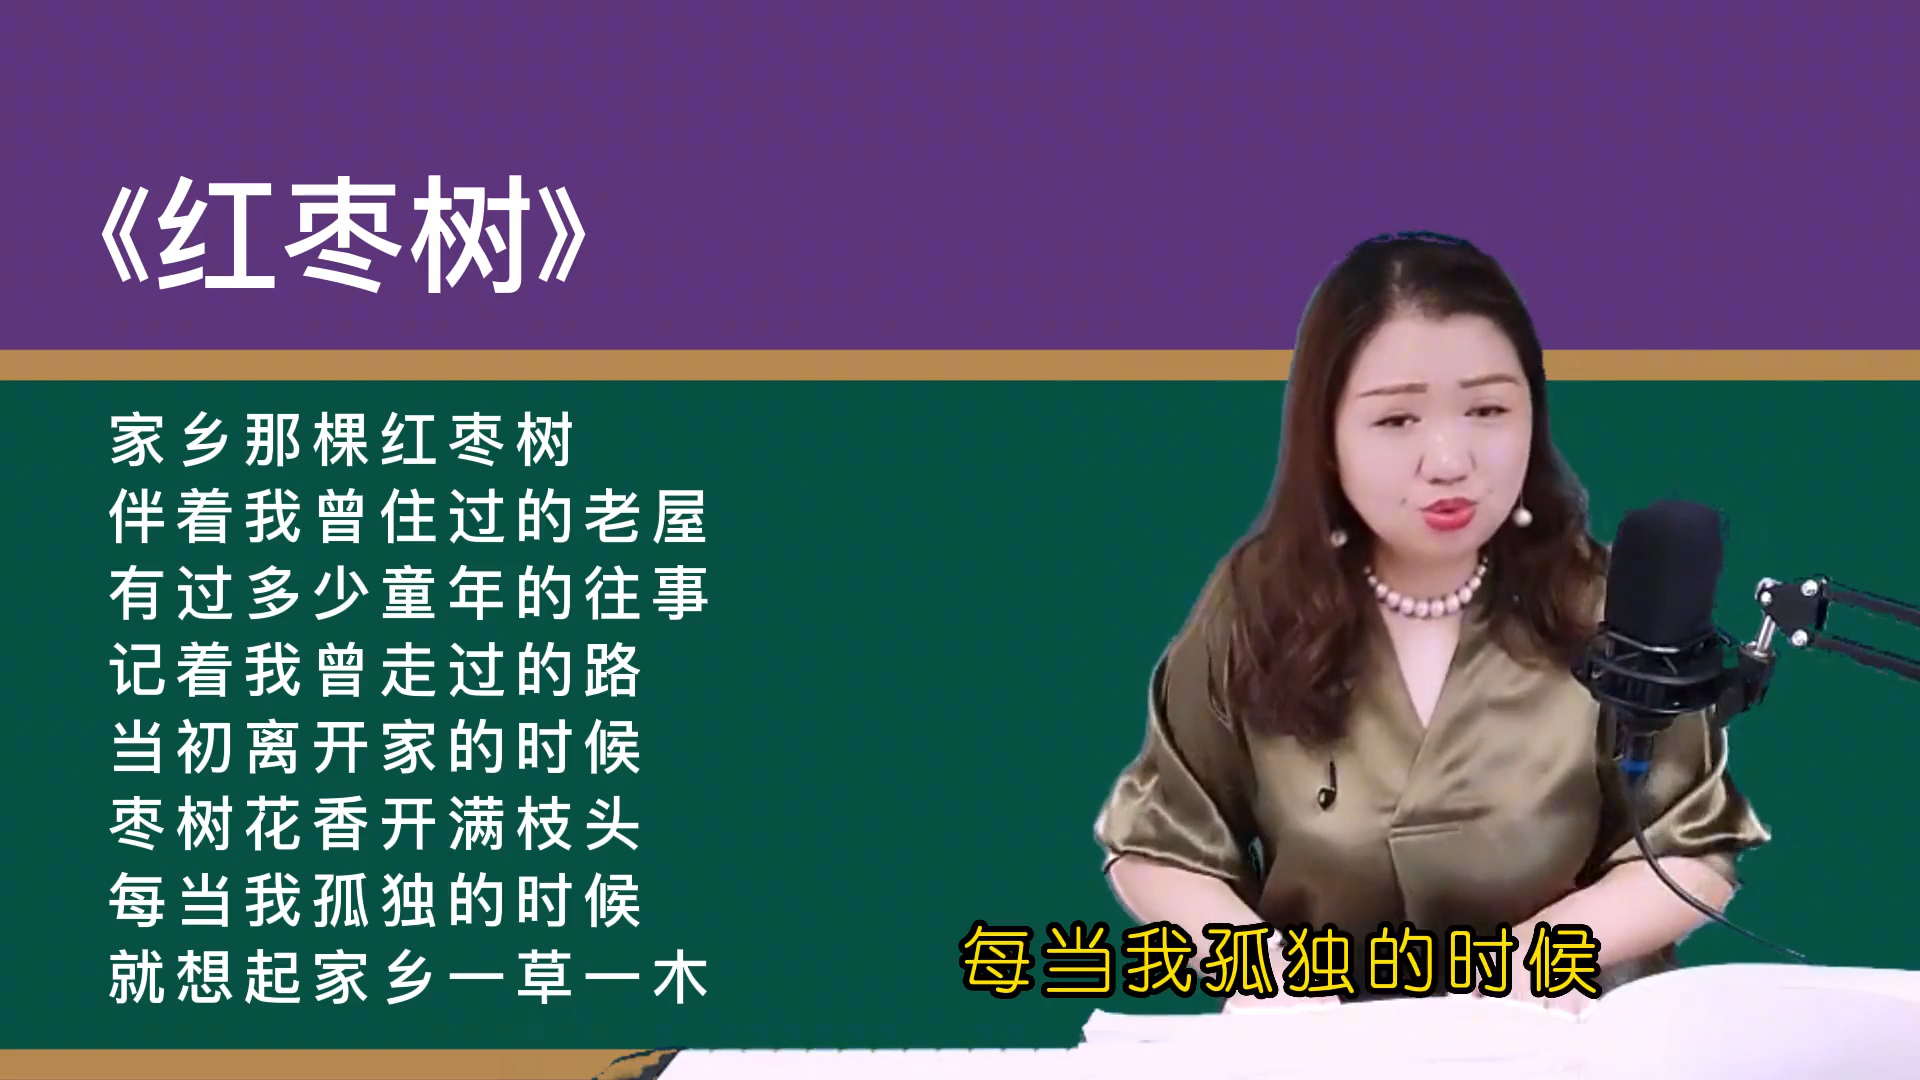 《红枣树》
家乡那棵红枣树
伴着我曾住过的老屋
有过多少童年的往事
记着我曾走过的路
当初离开家的时候
枣树花香开满枝头
每当我孤独的时候
就想起家乡一草一木
每当我孤独的时候